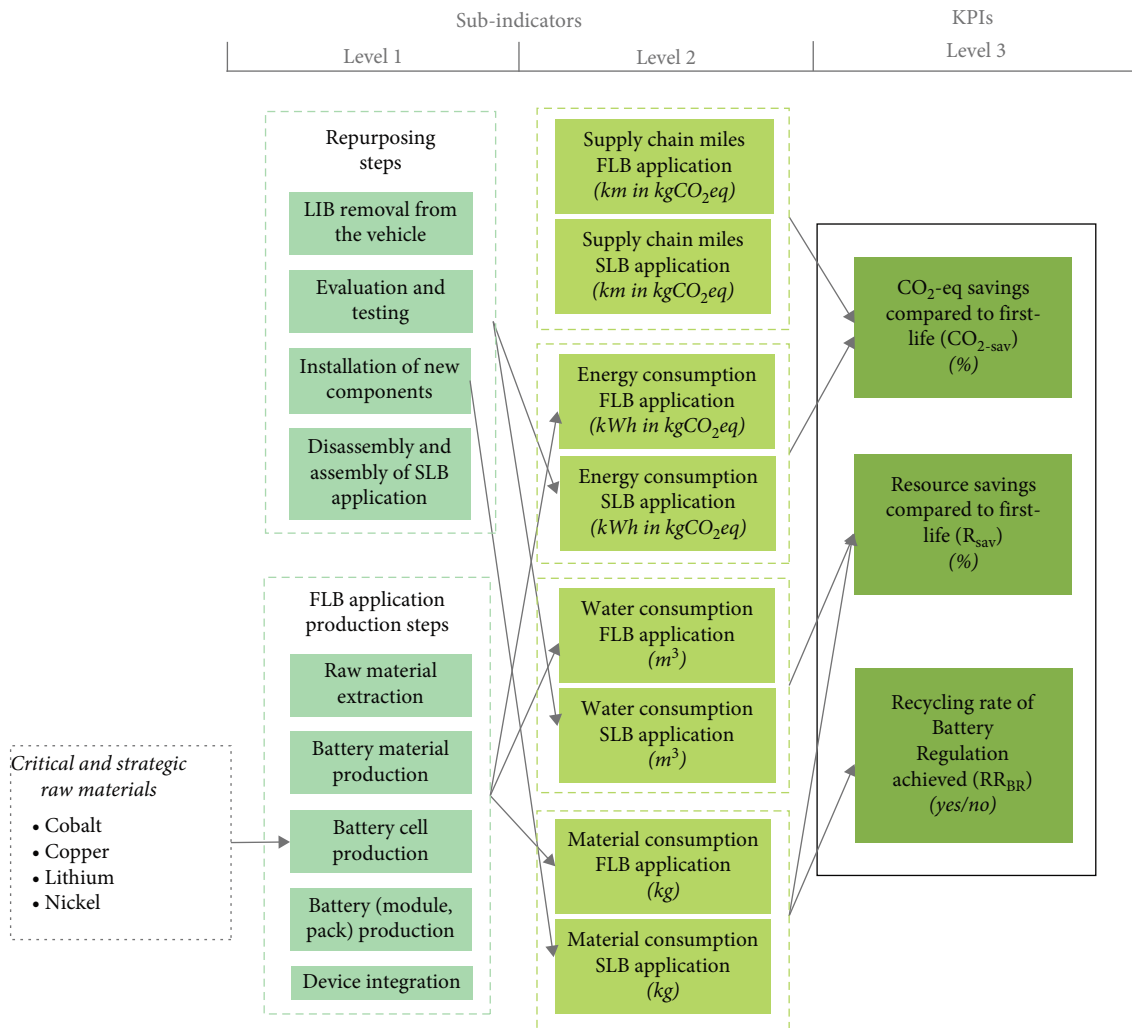 Sub-indicators
KPIs
Level 1
Level 2
Level 3
Repurposing
steps
LIB removal from
the vehicle
Evaluation and
testing
Installation of new
components
Disassembly and
assembly of SLB
application
FLB application
production steps
Raw material
extraction
Battery material
production
Battery cell
production
Battery (module,
pack) production
Device integration
Critical and strategic
raw materials
• Cobalt
• Copper
• Lithium
• Nickel
Supply chain miles
FLB application
(km in kgCO₂eq)
Supply chain miles
SLB application
(km in kgCO₂eq)
Energy consumption
FLB application
(kWh in kgCO₂eq)
Energy consumption
SLB application
(kWh in kgCO₂eq)
Water consumption
FLB application
(m³)
Water consumption
SLB application
(m³)
Material consumption
FLB application
(kg)
Material consumption
SLB application
(kg)
CO₂-eq savings
compared to first-
life (CO₂₋sav)
(%)
Resource savings
compared to first-
life (Rsav)
(%)
Recycling rate of
Battery
Regulation
achieved (RRBR)
(yes/no)